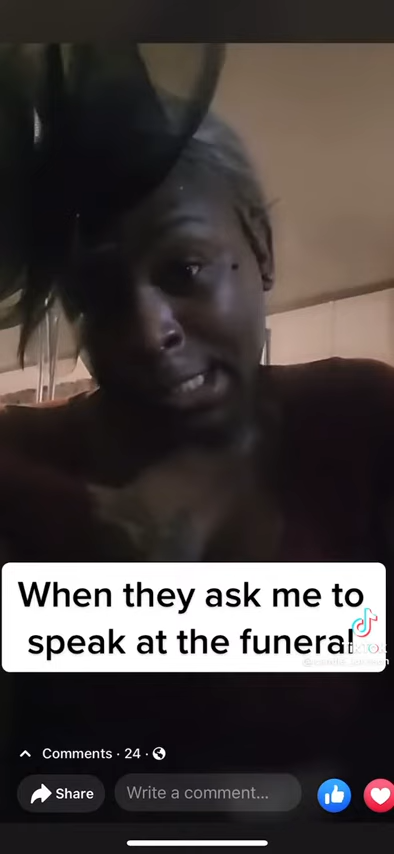 When they ask me to
speak at the funeral
Comments · 24 ·
Share
Write a comment...